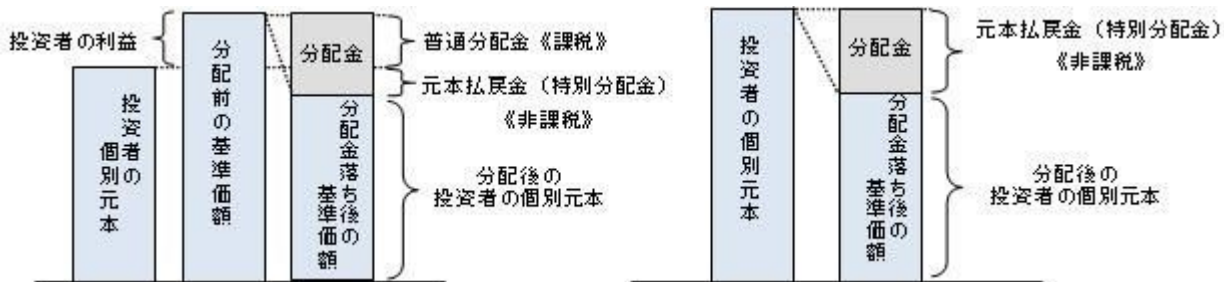 投資者の利益
投資者の
個別元本
分配前の基準価額
分配金
分配金落ち後の
基準価額
普通分配金《課税》
元本払戻金（特別分配金）
《非課税》
分配後の
投資者の個別元本
投資者の個別元本
分配金
分配金落ち後の
基準価額
元本払戻金（特別分配金）
《非課税》
分配後の
投資者の個別元本